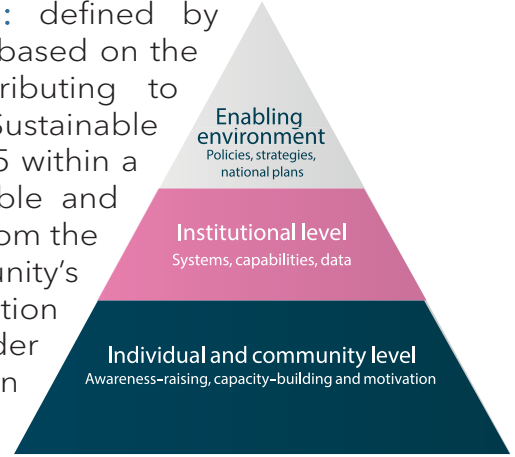 : defined by
based on the
ributing to
Sustainable
5 within a
ble and
om the
unity's
tion
der
n
Enabling
environment
Policies, strategies,
national plans
Institutional level
Systems, capabilities, data
Individual and community level
Awareness-raising, capacity-building and motivation